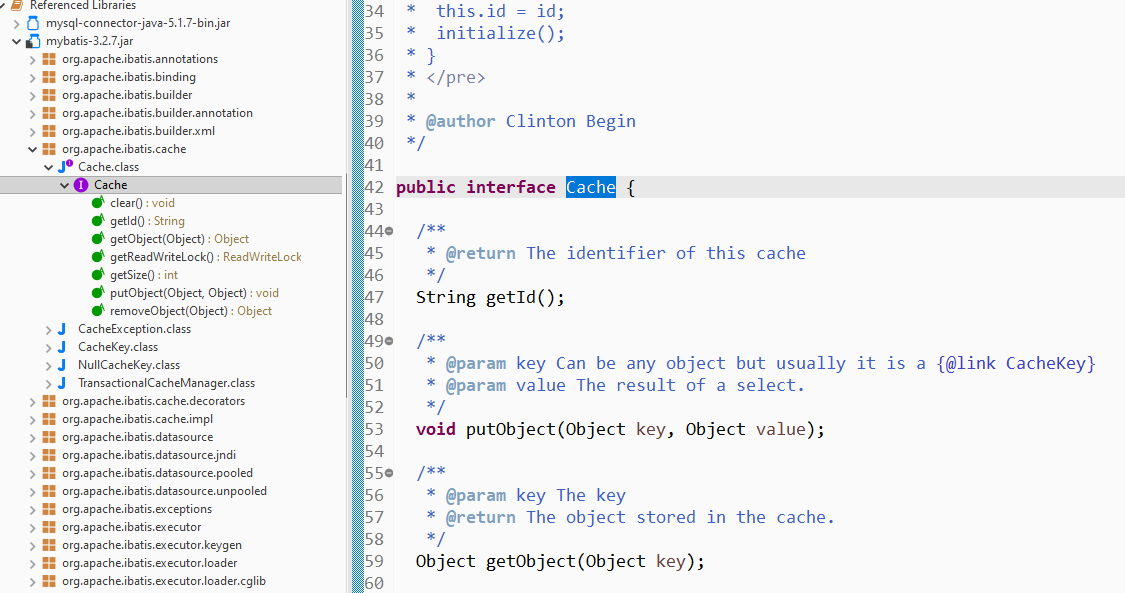 Referenced Libraries
mysql-connector-java-5.1.7-bin.jar
mybatis-3.2.7.jar
org.apache.ibatis.annotations
org.apache.ibatis.binding
org.apache.ibatis.builder
org.apache.ibatis.builder.annotation
org.apache.ibatis.builder.xml
org.apache.ibatis.cache
Cache.class
Cache
clear() : void
getId() : String
getObject(Object) : Object
getReadWriteLock() : ReadWriteLock
getSize() : int
putObject(Object, Object) : void
removeObject(Object) : Object
CacheException.class
CacheKey.class
NullCacheKey.class
TransactionalCacheManager.class
org.apache.ibatis.cache.decorators
org.apache.ibatis.cache.impl
org.apache.ibatis.datasource
org.apache.ibatis.datasource.jndi
org.apache.ibatis.datasource.pooled
org.apache.ibatis.datasource.unpooled
org.apache.ibatis.exceptions
org.apache.ibatis.executor
org.apache.ibatis.executor.keygen
org.apache.ibatis.executor.loader
org.apache.ibatis.executor.loader.cglib
34 *  this.id = id;
35 *  initialize();
36 * }
37 * </pre>
38 *
39 * @author Clinton Begin
40 */
41
42 public interface Cache {
43
44 /**
45 * @return The identifier of this cache
46 */
47 String getId();
48
49 /**
50 * @param key Can be any object but usually it is a {@link CacheKey}
51 * @param value The result of a select.
52 */
53 void putObject(Object key, Object value);
54
55 /**
56 * @param key The key
57 * @return The object stored in the cache.
58 */
59 Object getObject(Object key);
60